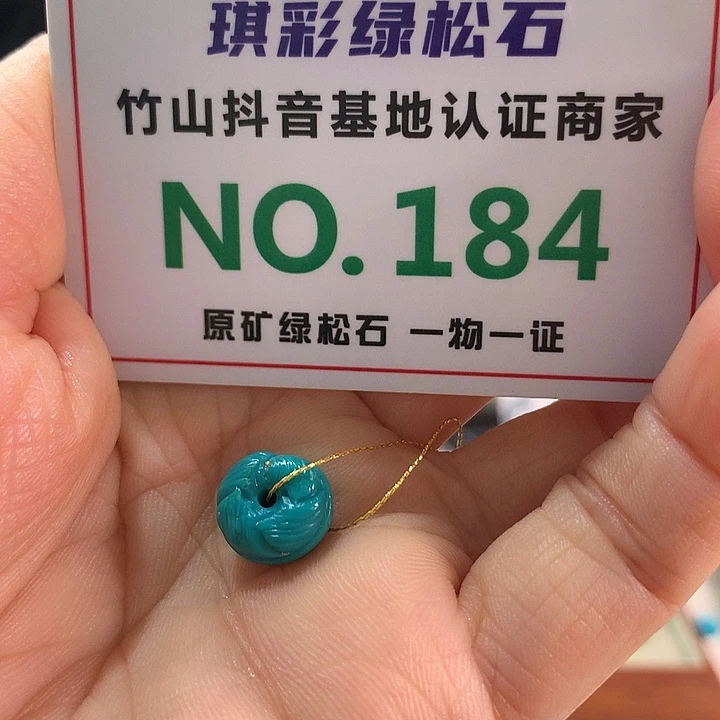 琪彩绿松石
竹山抖音基地认证商家
NO.184
原矿绿松石 一物一证